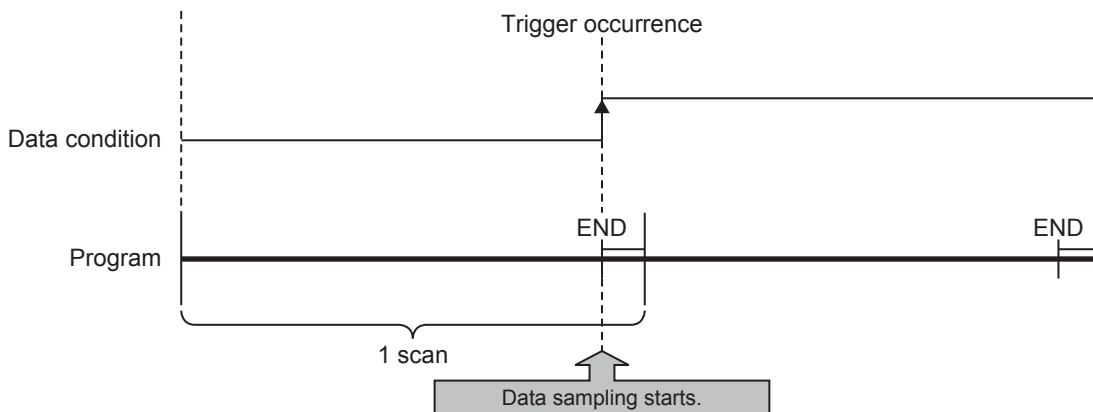 Trigger occurrence
Data condition
END
END
Program
1 scan
Data sampling starts.